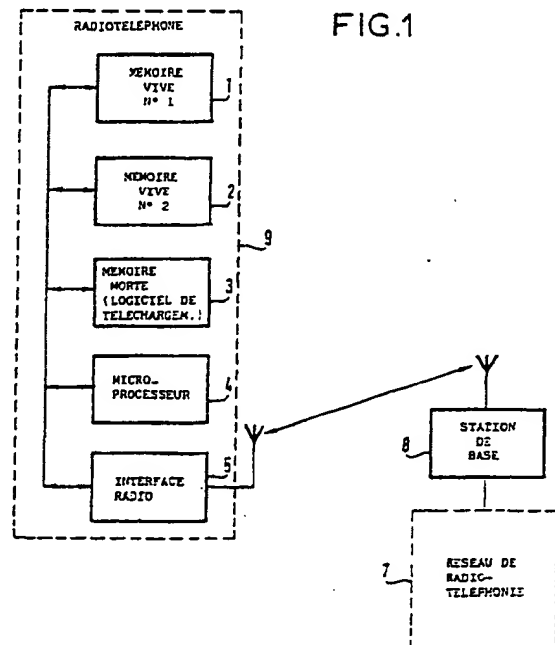 FIG.1
RADIOTELEPHONE
MEMOIRE
VIVE
N° 1
1
MEMOIRE
VIVE
N° 2
2
9
MEMOIRE
MORTE
(LOGICIEL DE
TELECHARGEM.)
3
MICRO-
PROCESSEUR
4
INTERFACE
RADIO
5
STATION
DE
BASE
8
RESEAU DE
RADIO-
TELEPHONIE
7